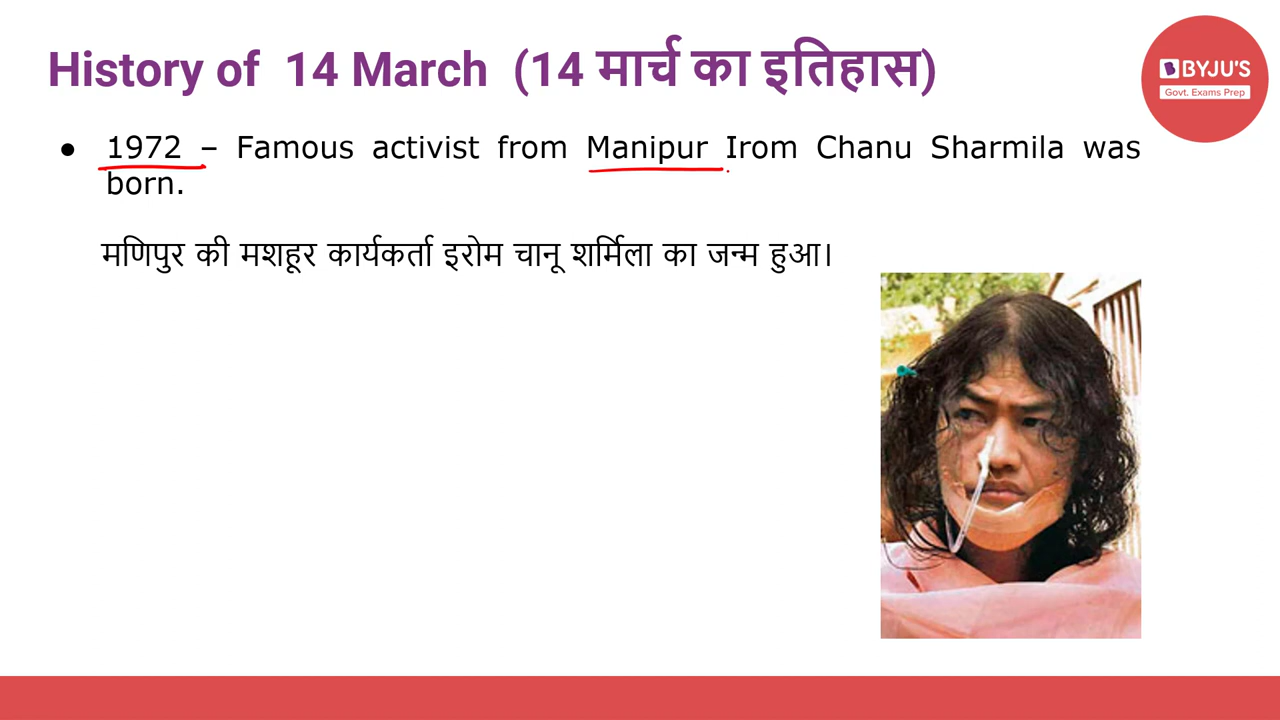 History of 14 March (14 मार्च का इतिहास)
BYJU'S
Govt. Exams Prep
● 1972 – Famous activist from Manipur Irom Chanu Sharmila was
born.
मणिपुर की मशहूर कार्यकर्ता इरोम चानू शर्मिला का जन्म हुआ।